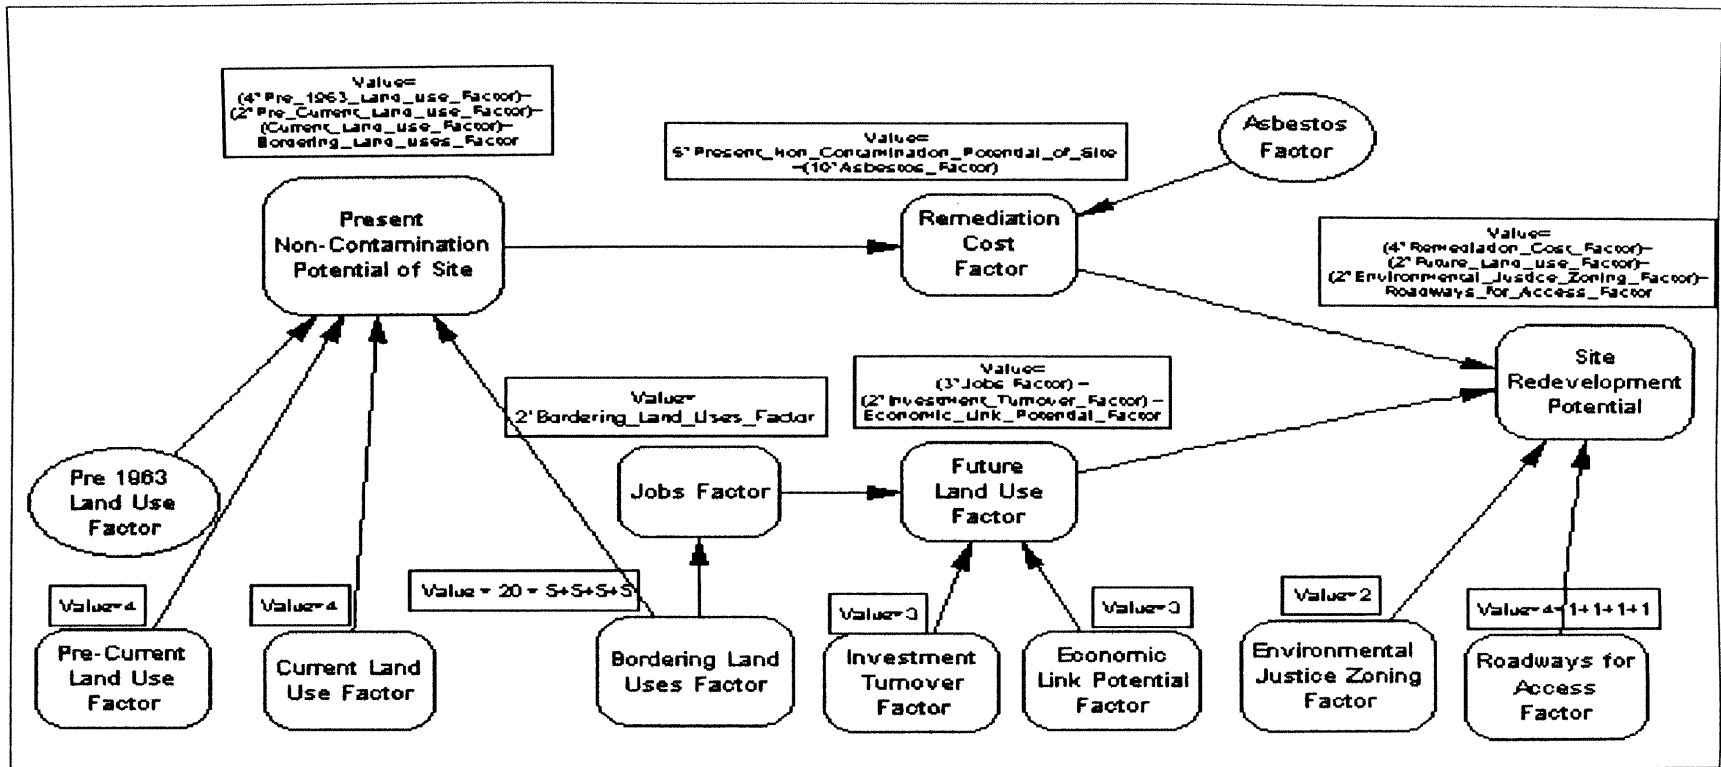 Value=
(4*Pre_1963_Land_use_Factor)-
(2*Pre_Current_Land_use_Factor)-
(Current_Land_use_Factor)-
Bordering_Land_uses_Factor
Value=
5*Present_Non_Contamination_Potential_of_Site
-(10*Asbestos_Factor)
Asbestos
Factor
Present
Non-Contamination
Potential of Site
Remediation
Cost
Factor
Value=
(4*Remediation_Cost_Factor)-
(2*Future_Land_use_Factor)-
(2*Environmental_Justice_Zoning_Factor)-
Roadways_for_Access_Factor
Site
Redevelopment
Potential
Value=
2*Bordering_Land_Uses_Factor
Value=
(3*Jobs Factor)-
(2*Investment_Turnover_Factor)-
Economic_Link_Potential_Factor
Pre 1963
Land Use
Factor
Jobs Factor
Future
Land Use
Factor
Value=4
Value=4
Value = 20 = 5+5+5+5
Value=3
Value=3
Value=2
Value=4=1+1+1+1
Pre-Current
Land Use
Factor
Current Land
Use Factor
Bordering Land
Uses Factor
Investment
Turnover
Factor
Economic
Link Potential
Factor
Environmental
Justice Zoning
Factor
Roadways for
Access
Factor